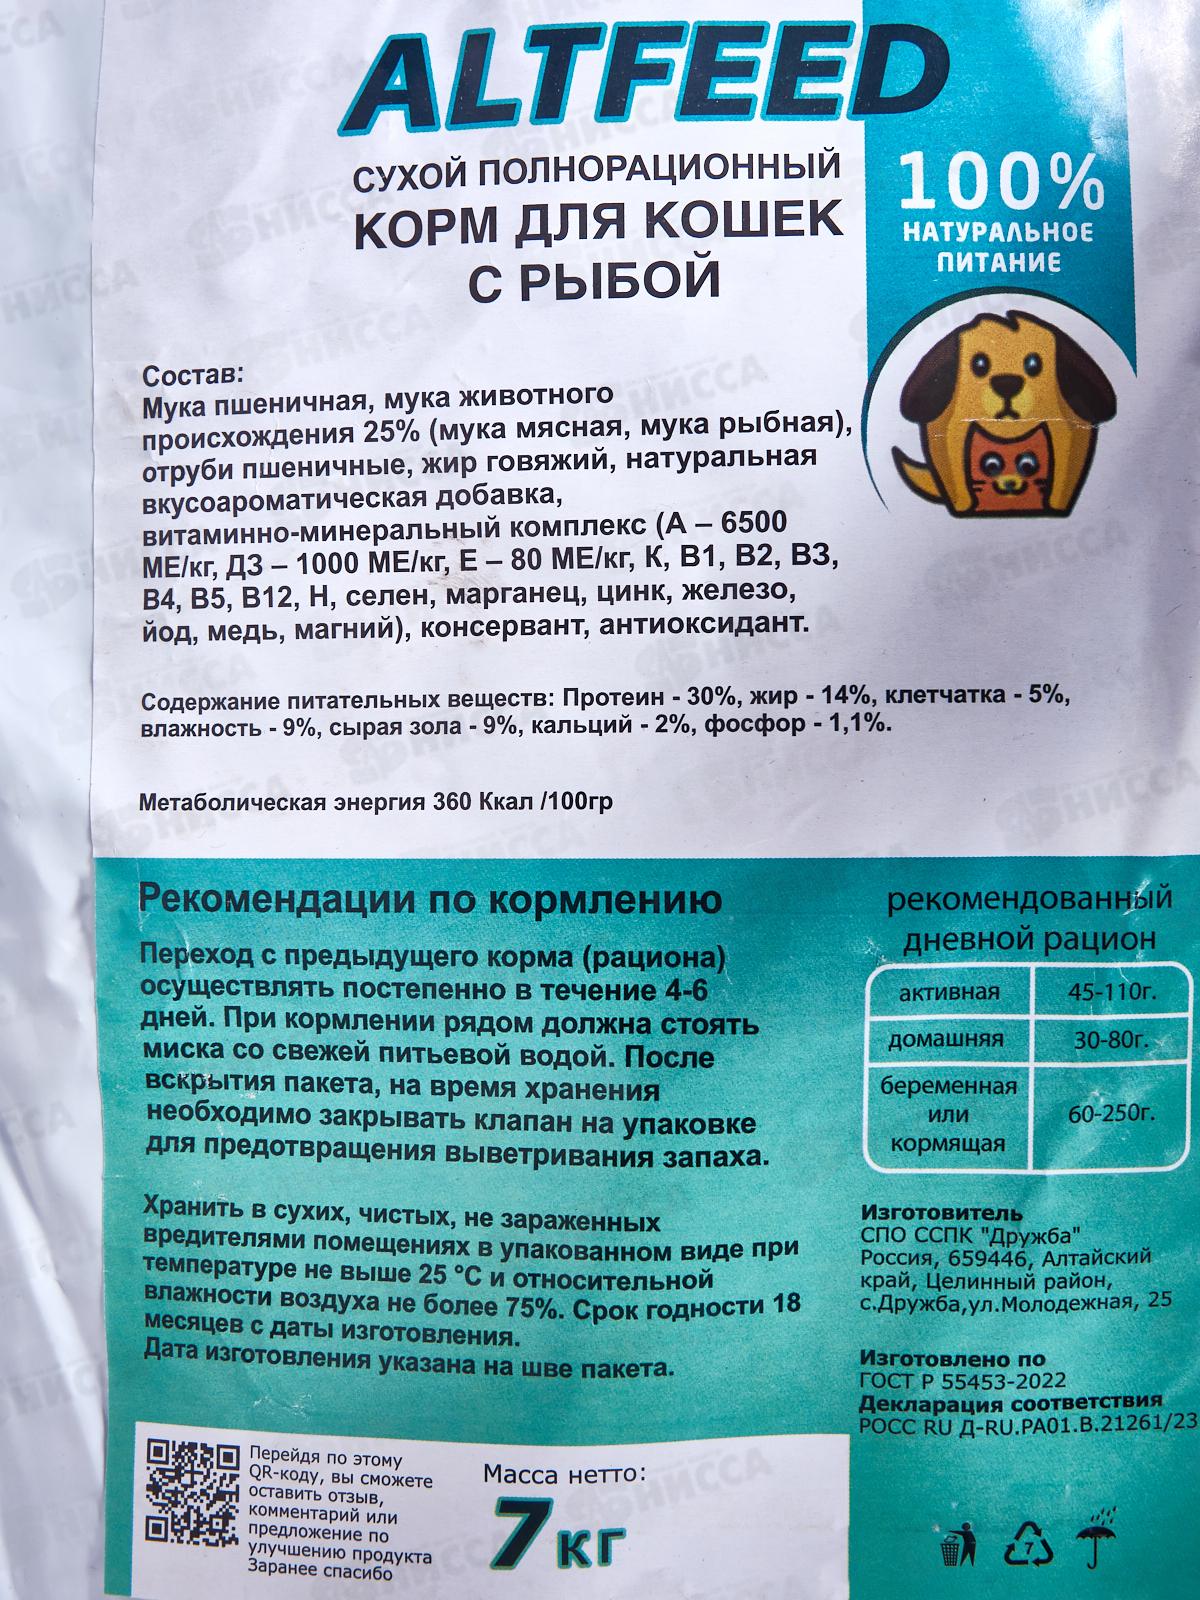 ALTFEED
СУХОЙ ПОЛНОРАЦИОННЫЙ
КОРМ ДЛЯ КОШЕК
С РЫБОЙ
100%
НАТУРАЛЬНОЕ
ПИТАНИЕ
Состав:
Мука пшеничная, мука животного
происхождения 25% (мука мясная, мука рыбная),
отруби пшеничные, жир говяжий, натуральная
вкусоароматическая добавка,
витаминно-минеральный комплекс (А – 6500
МЕ/кг, Д3 – 1000 МЕ/кг, Е – 80 МЕ/кг, К, В1, В2, В3,
В4, В5, В12, Н, селен, марганец, цинк, железо,
йод, медь, магний), консервант, антиоксидант.
Содержание питательных веществ: Протеин - 30%, жир - 14%, клетчатка - 5%,
влажность - 9%, сырая зола - 9%, кальций - 2%, фосфор - 1,1%.
Метаболическая энергия 360 Ккал /100гр
Рекомендации по кормлению
Переход с предыдущего корма (рациона)
осуществлять постепенно в течение 4-6
дней. При кормлении рядом должна стоять
миска со свежей питьевой водой. После
вскрытия пакета, на время хранения
необходимо закрывать клапан на упаковке
для предотвращения выветривания запаха.
Хранить в сухих, чистых, не зараженных
вредителями помещениях в упакованном виде при
температуре не выше 25 °С и относительной
влажности воздуха не более 75%. Срок годности 18
месяцев с даты изготовления.
Дата изготовления указана на шве пакета.
рекомендованный
дневной рацион
активная 45-110г.
домашняя 30-80г.
беременная
или 60-250г.
кормящая
Изготовитель
СПО ССПК "Дружба"
Россия, 659446, Алтайский
край, Целинный район,
с.Дружба,ул.Молодежная, 25
Изготовлено по
ГОСТ Р 55453-2022
Декларация соответствия
РОСС RU Д-RU.РА01.В.21261/23
Перейдя по этому
QR-коду, вы сможете
оставить отзыв,
комментарий или
предложение по
улучшению продукта
Заранее спасибо
Масса нетто:
7 кг
7